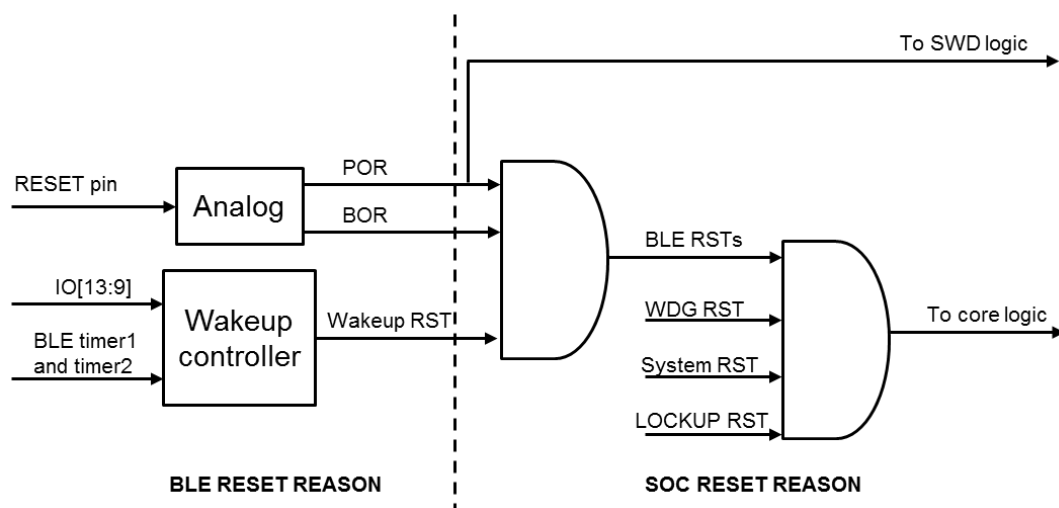 To SWD logic
RESET pin
Analog
POR
BOR
BLE RSTs
IO[13:9]
BLE timer1
and timer2
Wakeup
controller
Wakeup RST
WDG RST
System RST
LOCKUP RST
To core logic
BLE RESET REASON
SOC RESET REASON